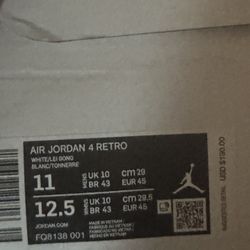 AIR JORDAN 4 RETRO
WHITE/LEI GONG
BLANC/TONNERRE
11 MENS UK 10 CM 29
BR 43 EUR 45
12.5 UK 10 CM 29.5
BR 43 EUR 45
JORDAN.COM
FQ8138 001
MADE IN VIETNAM
USD $190.00